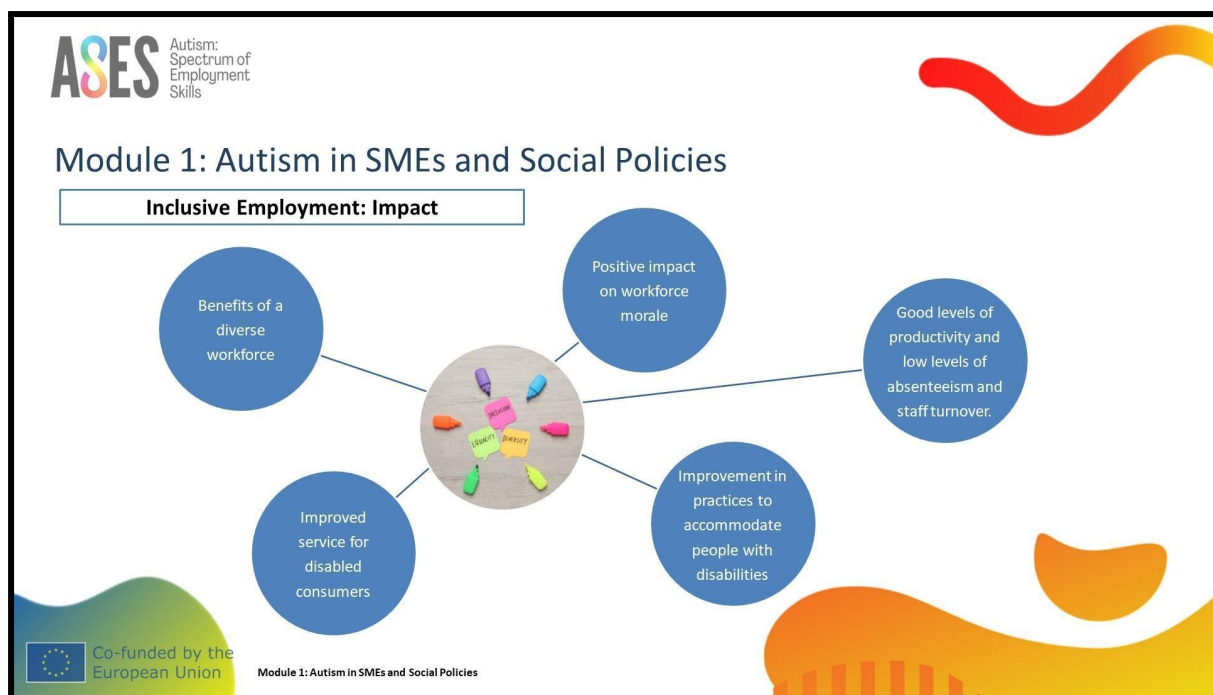 ASES
Autism:
Spectrum of
Employment
Skills
Module 1: Autism in SMEs and Social Policies
Inclusive Employment: Impact
Benefits of a
diverse
workforce
Positive impact
on workforce
morale
Good levels of
productivity and
low levels of
absenteeism and
staff turnover.
INCLUSION
EQUALITY
DIVERSITY
Improved
service for
disabled
consumers
Improvement in
practices to
accommodate
people with
disabilities
Co-funded by the
European Union
Module 1: Autism in SMEs and Social Policies